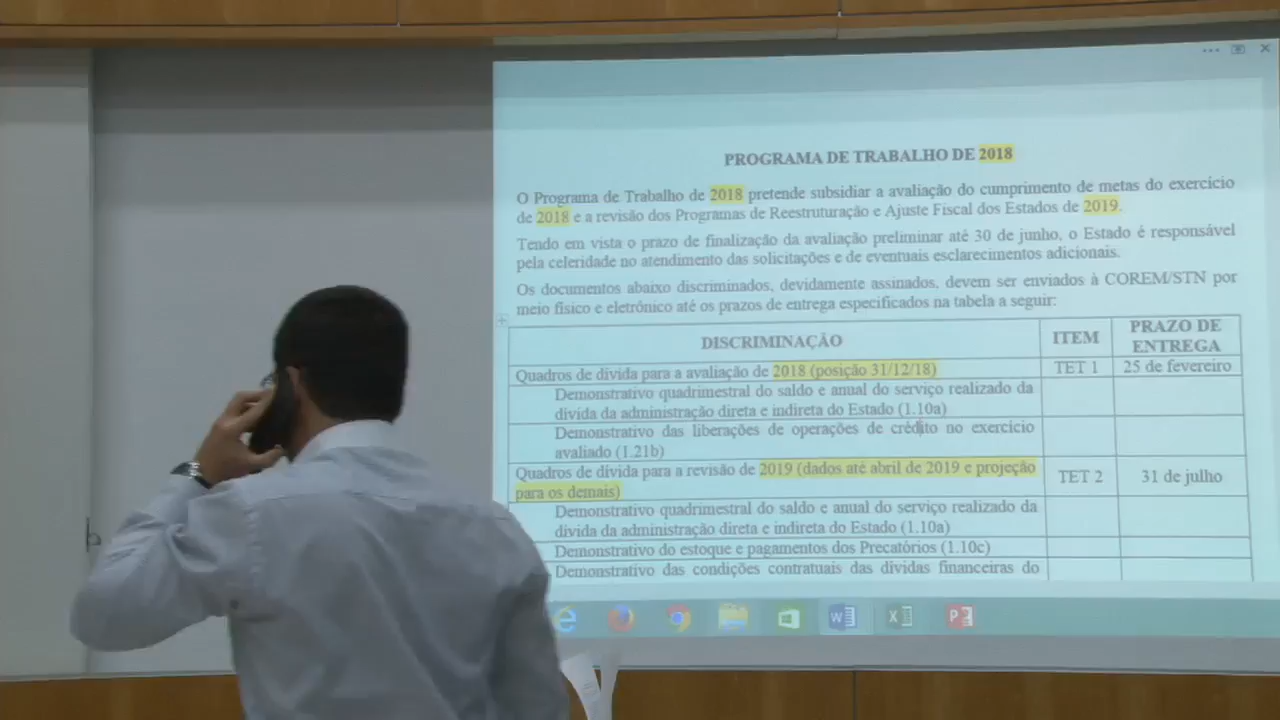 PROGRAMA DE TRABALHO DE 2018
O Programa de Trabalho de 2018 pretende subsidiar a avaliação do cumprimento de metas do exercício
de 2018 e a revisão dos Programas de Reestruturação e Ajuste Fiscal dos Estados de 2019.
Tendo em vista o prazo de finalização da avaliação preliminar até 30 de junho, o Estado é responsável
pela celeridade no atendimento das solicitações e de eventuais esclarecimentos adicionais.
Os documentos abaixo discriminados, devidamente assinados, devem ser enviados à COREM/STN por
meio físico e eletrônico até os prazos de entrega especificados na tabela a seguir:
DISCRIMINAÇÃO ITEM PRAZO DE
ENTREGA
Quadros de dívida para a avaliação de 2018 (posição 31/12/18) TET 1 25 de fevereiro
Demonstrativo quadrimestral do saldo e anual do serviço realizado da
dívida da administração direta e indireta do Estado (1.10a)
Demonstrativo das liberações de operações de crédito no exercício
avaliado (1.21b)
Quadros de dívida para a revisão de 2019 (dados até abril de 2019 e projeção
para os demais) TET 2 31 de julho
Demonstrativo quadrimestral do saldo e anual do serviço realizado da
dívida da administração direta e indireta do Estado (1.10a)
Demonstrativo do estoque e pagamentos dos Precatórios (1.10c)
Demonstrativo das condições contratuais das dívidas financeiras do